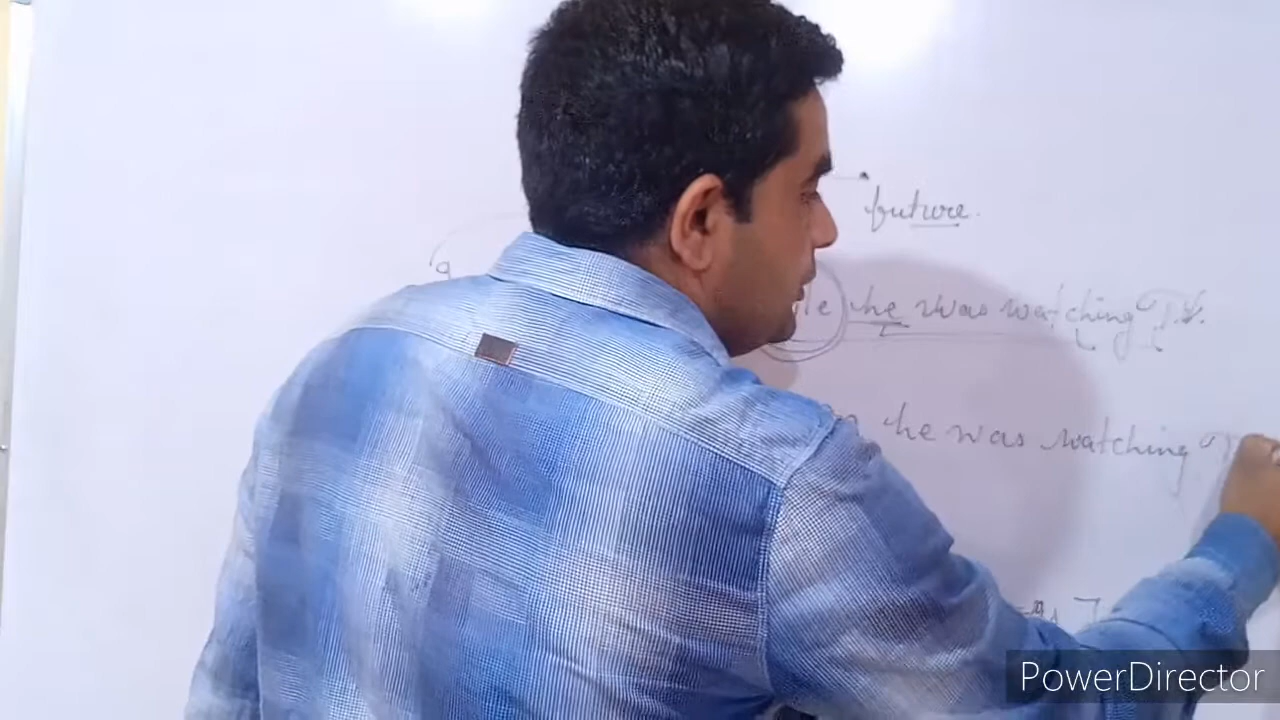 future.
he was watching T.V.
he was watching
PowerDirector